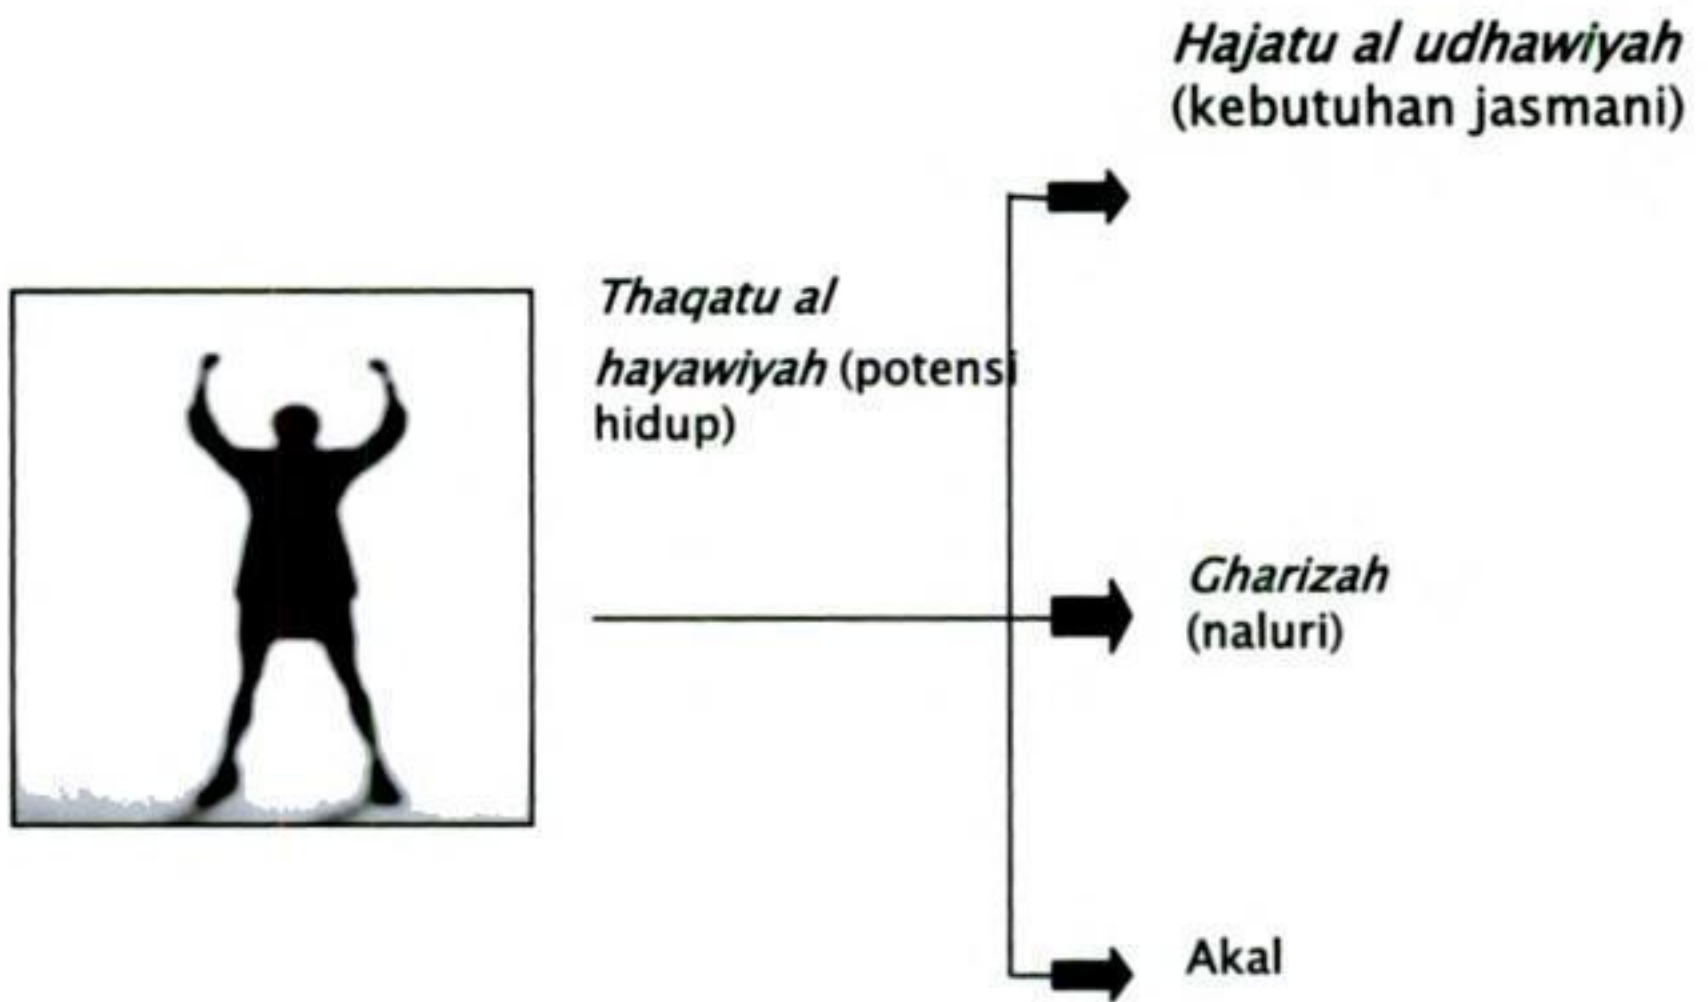 Hajatu al udhawiyah
(kebutuhan jasmani)
Thaqatu al
hayawiyah (potensi
hidup)
Gharizah
(naluri)
Akal